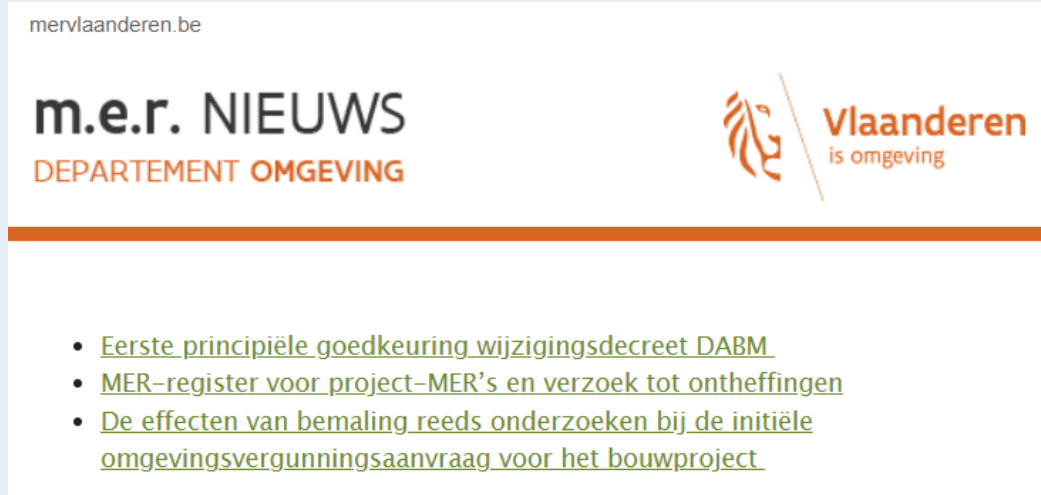 mervlaanderen.be
m.e.r. NIEUWS
DEPARTEMENT OMGEVING
Vlaanderen
is omgeving
• Eerste principiële goedkeuring wijzigingsdecreet DABM
• MER-register voor project-MER’s en verzoek tot ontheffingen
• De effecten van bemaling reeds onderzoeken bij de initiële
omgevingsvergunningsaanvraag voor het bouwproject